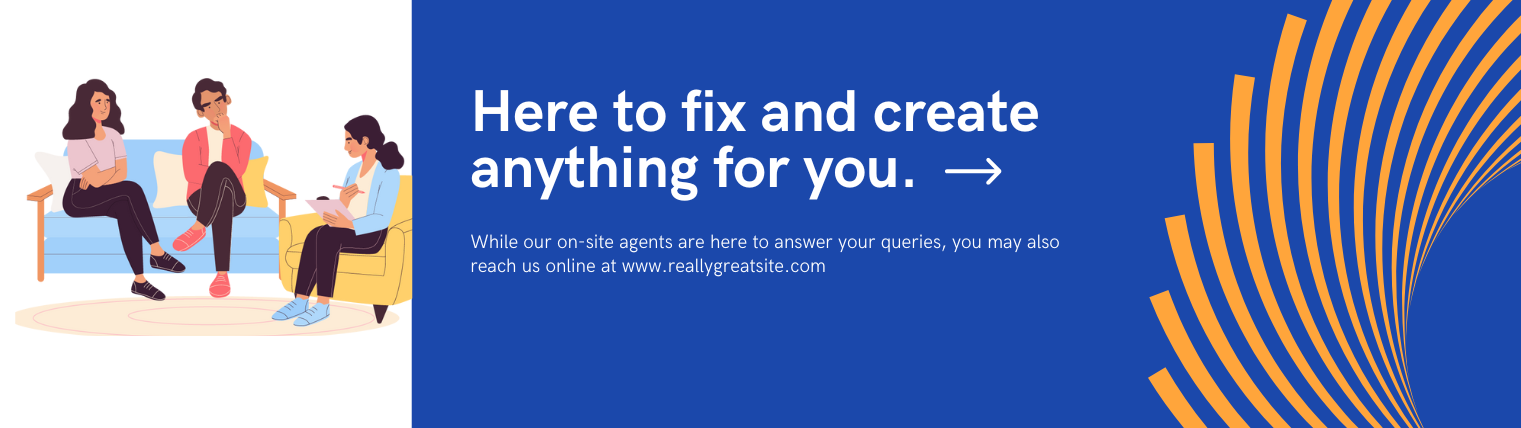 Here to fix and create
anything for you. →
While our on-site agents are here to answer your queries, you may also
reach us online at www.reallygreatsite.com